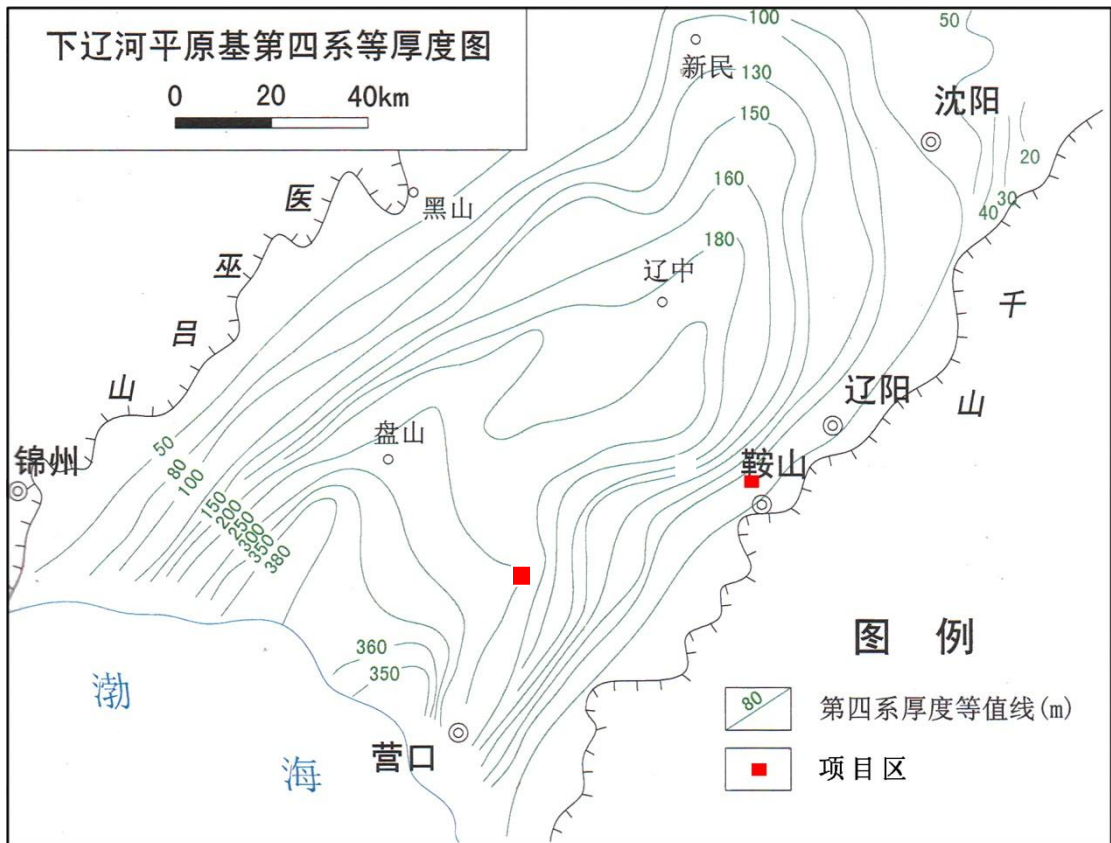 下辽河平原基第四系等厚度图
0 20 40km
100
50
新民
130
沈阳
150
20
160
30
40
医
黑山
巫
180
辽中
闾
千
吕
山
山
辽阳
50
盘山
锦州
80
鞍山
100
150
200
250
300
350
380
图 例
360
350
渤
80
第四系厚度等值线(m)
营口
海
项目区